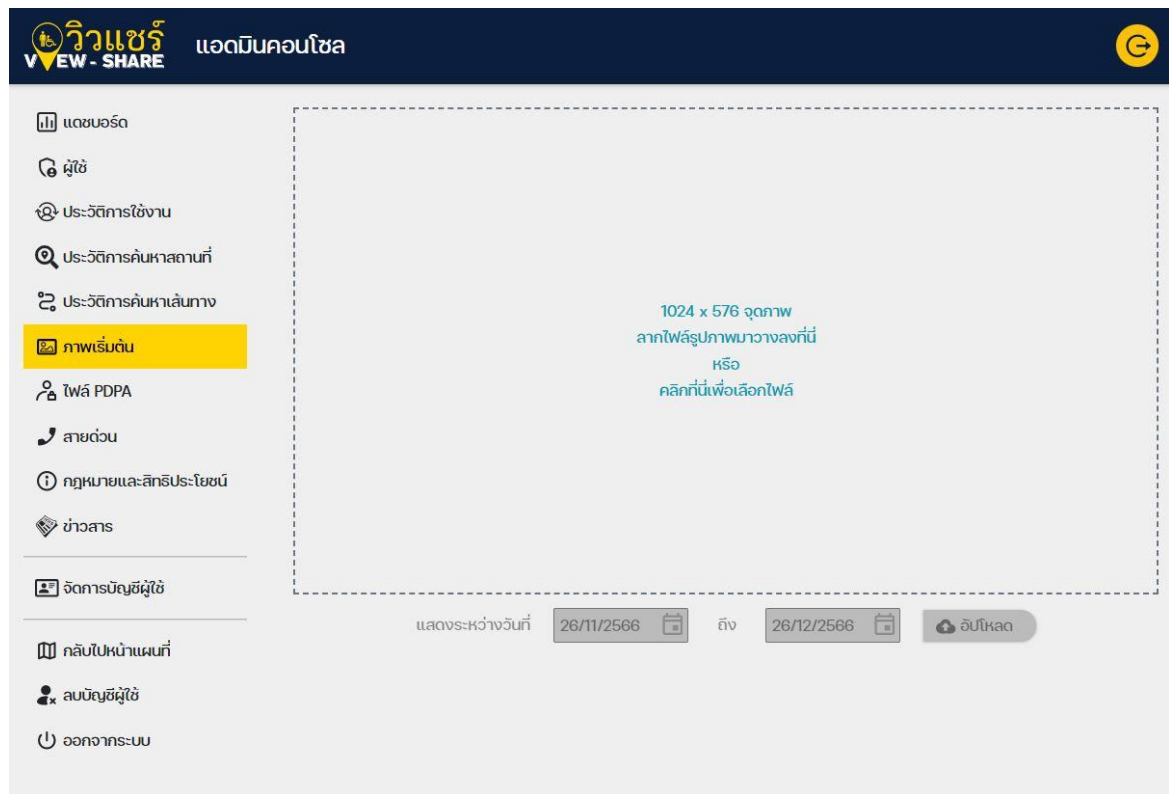 วิวแชร์
VIEW - SHARE
แอดมินคอนโซล
แดชบอร์ด
ผู้ใช้
ประวัติการใช้งาน
ประวัติการค้นหาสถานที่
ประวัติการค้นหาเส้นทาง
ภาพเริ่มต้น
ไฟล์ PDPA
สายด่วน
กฎหมายและสิทธิประโยชน์
ข่าวสาร
จัดการบัญชีผู้ใช้
กลับไปหน้าแผนที่
ลบบัญชีผู้ใช้
ออกจากระบบ
1024 x 576 จุดภาพ
ลากไฟล์รูปภาพมาวางลงที่นี่
หรือ
คลิกที่นี่เพื่อเลือกไฟล์
แสดงระหว่างวันที่ 26/11/2566 ถึง 26/12/2566 อัปโหลด